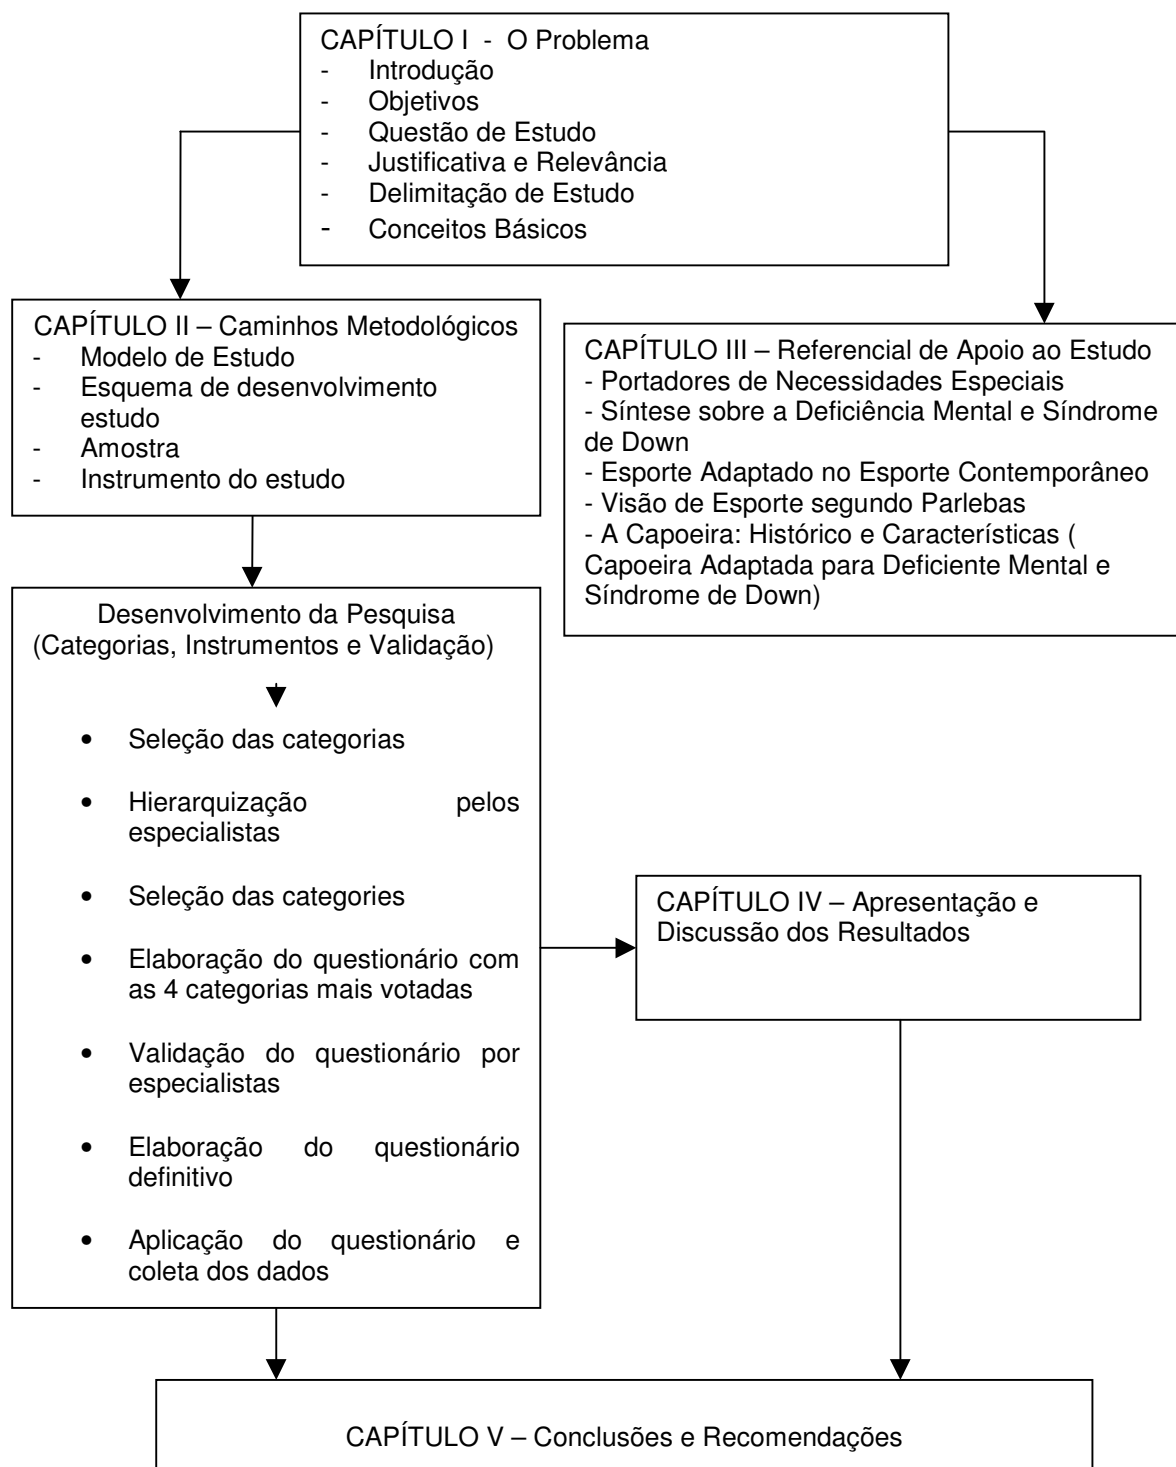 CAPÍTULO I - O Problema
- Introdução
- Objetivos
- Questão de Estudo
- Justificativa e Relevância
- Delimitação de Estudo
- Conceitos Básicos
CAPÍTULO II – Caminhos Metodológicos
- Modelo de Estudo
- Esquema de desenvolvimento
estudo
- Amostra
- Instrumento do estudo
CAPÍTULO III – Referencial de Apoio ao Estudo
- Portadores de Necessidades Especiais
- Síntese sobre a Deficiência Mental e Síndrome
de Down
- Esporte Adaptado no Esporte Contemporâneo
- Visão de Esporte segundo Parlebas
- A Capoeira: Histórico e Características (
Capoeira Adaptada para Deficiente Mental e
Síndrome de Down)
Desenvolvimento da Pesquisa
(Categorias, Instrumentos e Validação)
• Seleção das categorias
• Hierarquização pelos
especialistas
• Seleção das categories
• Elaboração do questionário com
as 4 categorias mais votadas
• Validação do questionário por
especialistas
• Elaboração do questionário
definitivo
• Aplicação do questionário e
coleta dos dados
CAPÍTULO IV – Apresentação e
Discussão dos Resultados
CAPÍTULO V – Conclusões e Recomendações